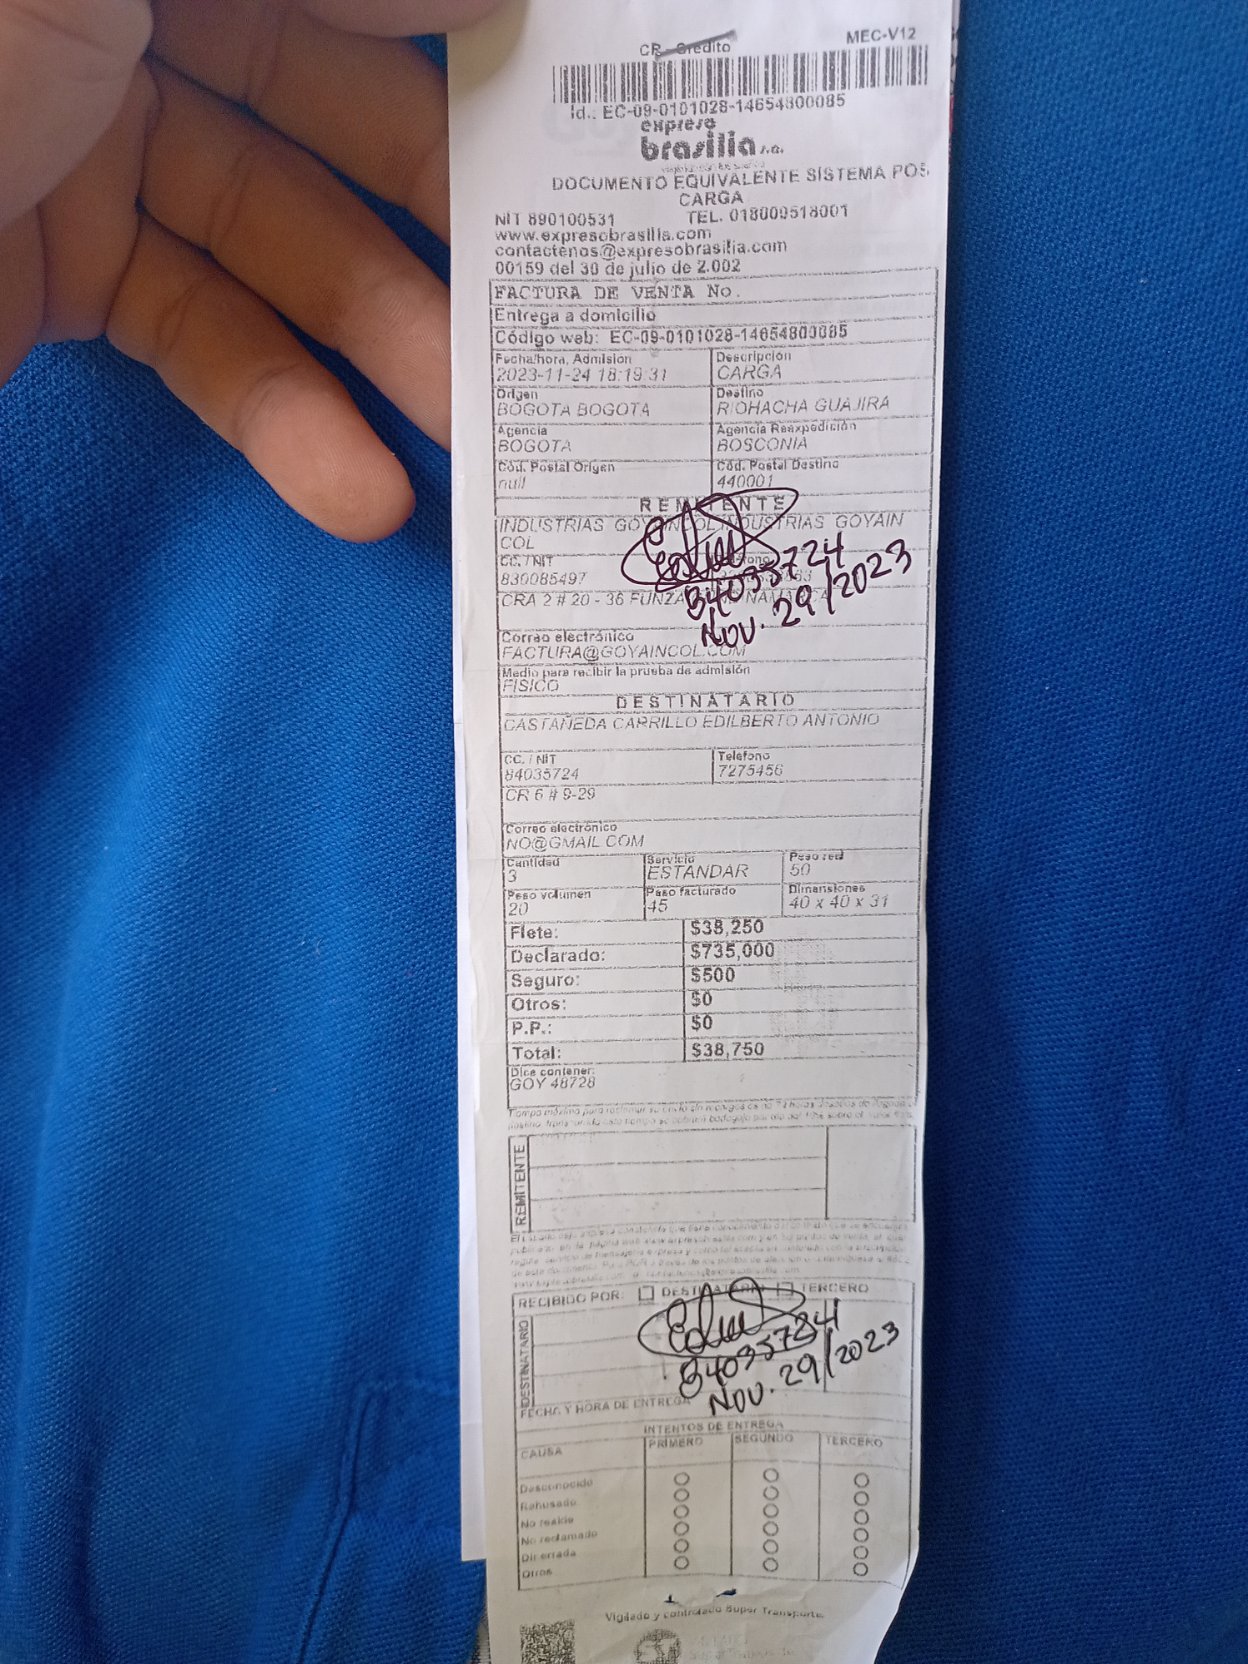 CR - Credito
MEC-V12
Id.: EC-09-0101028-14654800085
expreso
brasilia s.a.
DOCUMENTO EQUIVALENTE SISTEMA POS
CARGA
NIT 890100531 TEL. 018000518001
www.expresobrasilia.com
contactenos@expresobrasilia.com
00159 del 30 de julio de 2.002
FACTURA DE VENTA No.
Entrega a domicilio
Código web: EC-09-0101028-14654800085
Fecha/hora, Admision Descripción
2023-11-24 18:19:31 CARGA
Origen Destino
BOGOTA BOGOTA RIOHACHA GUAJIRA
Agencia Agencia Reexpedición
BOGOTA BOSCONIA
Cód. Postal Origen Cód. Postal Destino
null 440001
REMITENTE
INDUSTRIAS GOYAINCOL INDUSTRIAS GOYAIN
COL
CC. / NIT
830085497
84035724
CRA 2 # 20 - 36 FUNZA
Nov. 29/2023
Correo electrónico
FACTURA@GOYAINCOL.COM
Medio para recibir la prueba de admisión
FISICO
DESTINATARIO
CASTAÑEDA CARRILLO EDILBERTO ANTONIO
CC. / NIT Telefono
84035724 7275456
CR 6 # 9-29
Correo electrónico
NO@GMAIL.COM
Cantidad Servicio Peso real
3 ESTANDAR 50
Peso volumen Peso facturado Dimensiones
20 45 40 x 40 x 31
Flete: $38,250
Declarado: $735,000
Seguro: $500
Otros: $0
P.P.: $0
Total: $38,750
Dice contener:
GOY 48728
REMITENTE
RECIBIDO POR: DESTINATARIO TERCERO
DESTINATARIO
84035724
Nov. 29/2023
FECHA Y HORA DE ENTREGA
INTENTOS DE ENTREGA
CAUSA PRIMERO SEGUNDO TERCERO
Desconocido
Rehusado
No reside
No reclamado
Dir errada
Otros
Vigilado y controlado Super Transporte.